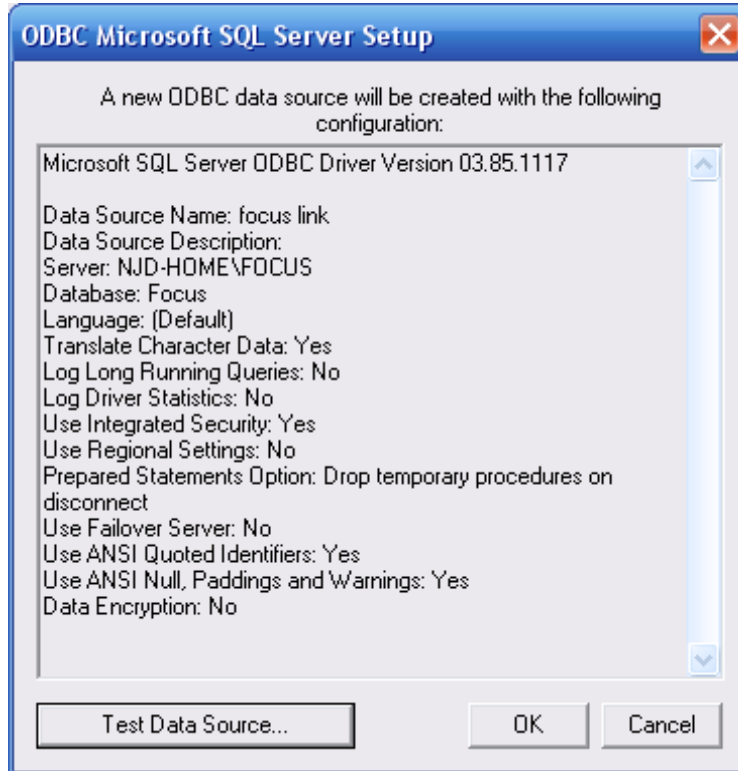 ODBC Microsoft SQL Server Setup
A new ODBC data source will be created with the following
configuration:
Microsoft SQL Server ODBC Driver Version 03.85.1117
Data Source Name: focus link
Data Source Description:
Server: NJD-HOME\FOCUS
Database: Focus
Language: (Default)
Translate Character Data: Yes
Log Long Running Queries: No
Log Driver Statistics: No
Use Integrated Security: Yes
Use Regional Settings: No
Prepared Statements Option: Drop temporary procedures on
disconnect
Use Failover Server: No
Use ANSI Quoted Identifiers: Yes
Use ANSI Null, Paddings and Warnings: Yes
Data Encryption: No
Test Data Source...
OK
Cancel